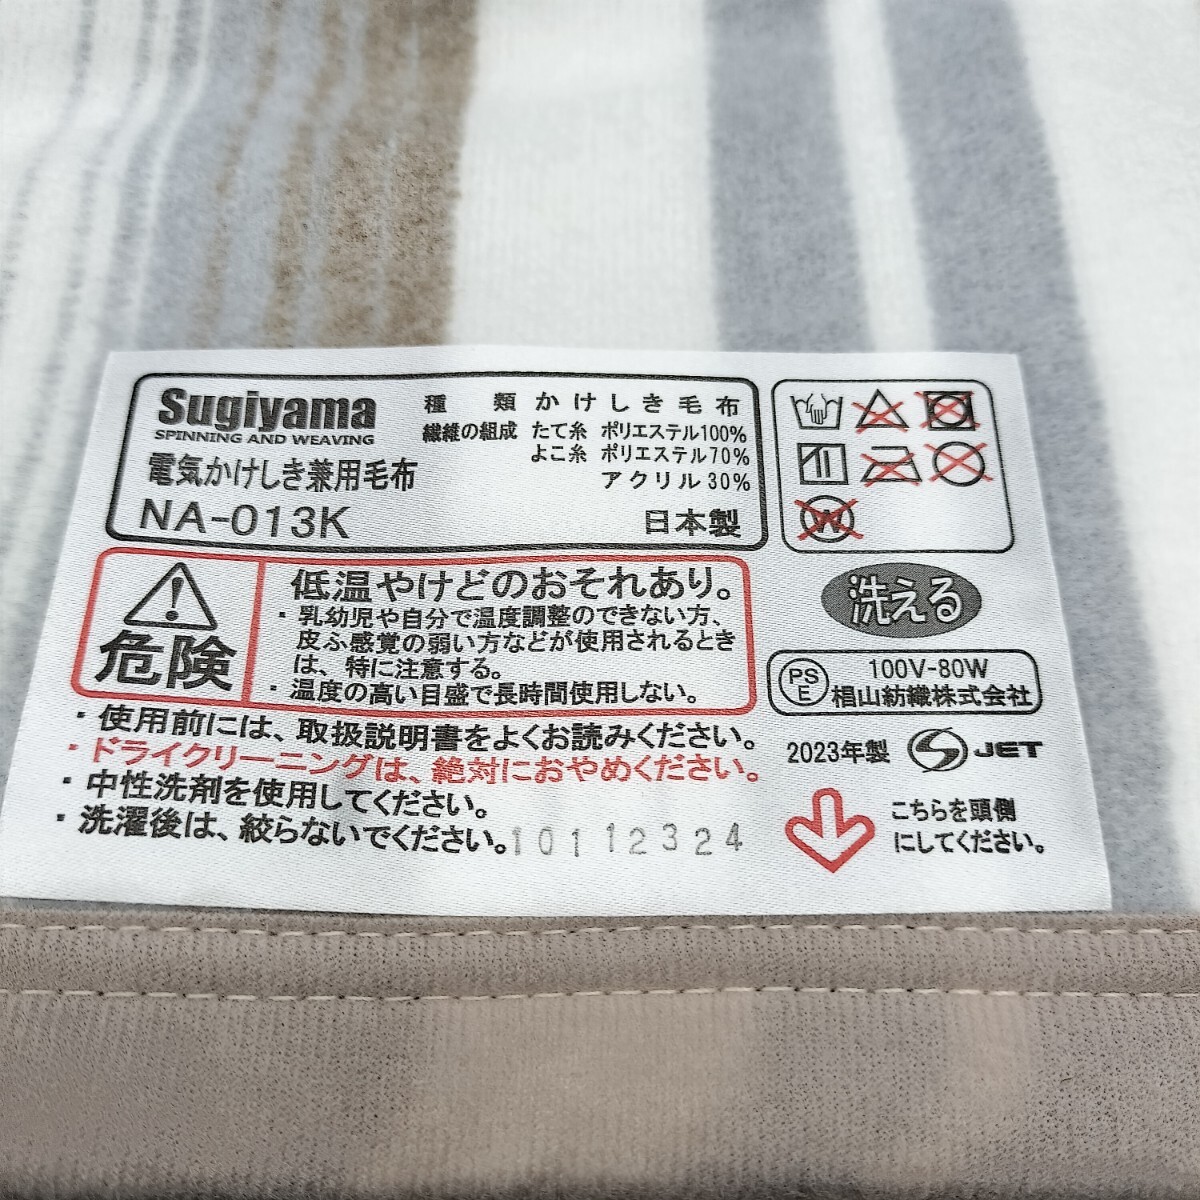 Sugiyama
SPINNING AND WEAVING
電気かけしき兼用毛布
NA-013K
種 類 かけしき毛布
繊維の組成 たて糸 ポリエステル100%
よこ糸 ポリエステル70%
アクリル30%
日本製
W
危険
低温やけどのおそれあり。
・乳幼児や自分で温度調整のできない方、
皮ふ感覚の弱い方などが使用されるとき
は、特に注意する。
・温度の高い目盛で長時間使用しない。
洗える
PS
E
100V-80W
椙山紡織株式会社
・使用前には、取扱説明書をよくお読みください。
・ドライクリーニングは、絶対におやめください。
・中性洗剤を使用してください。
・洗濯後は、絞らないでください。
10112324
2023年製
JET
こちらを頭側
にしてください。